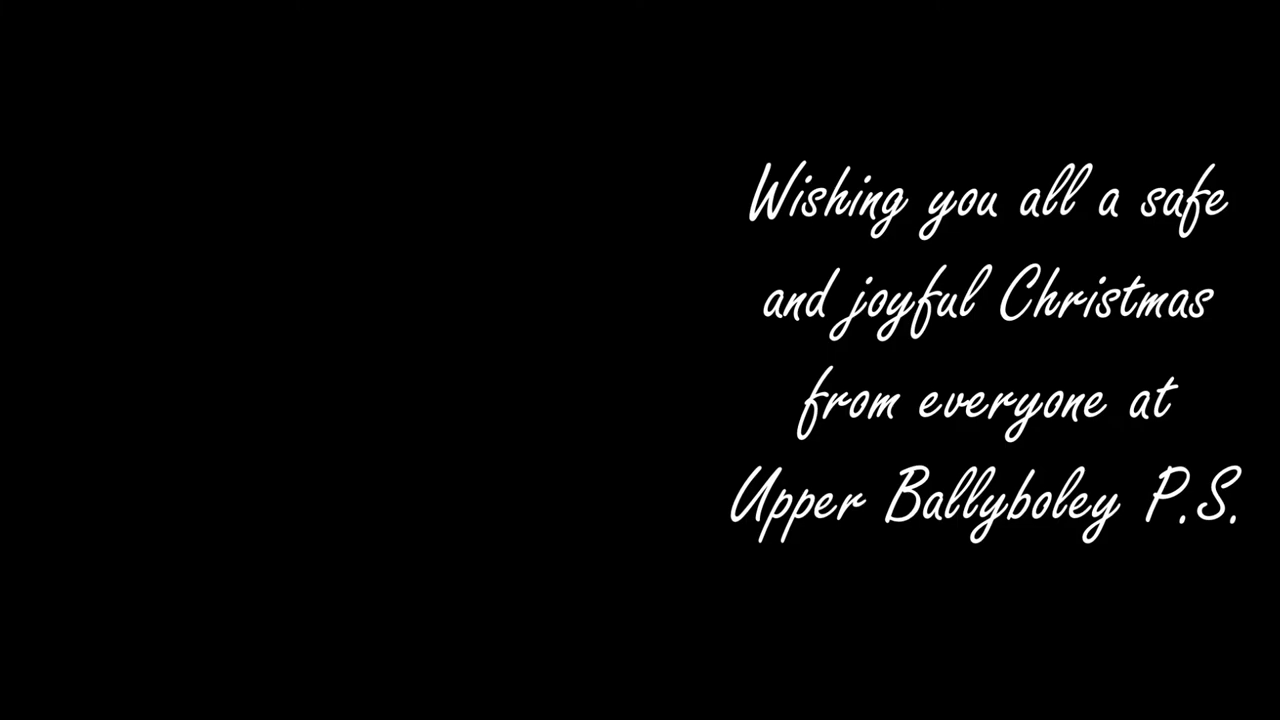 Wishing you all a safe
and joyful Christmas
from everyone at
Upper Ballyboley P.S.